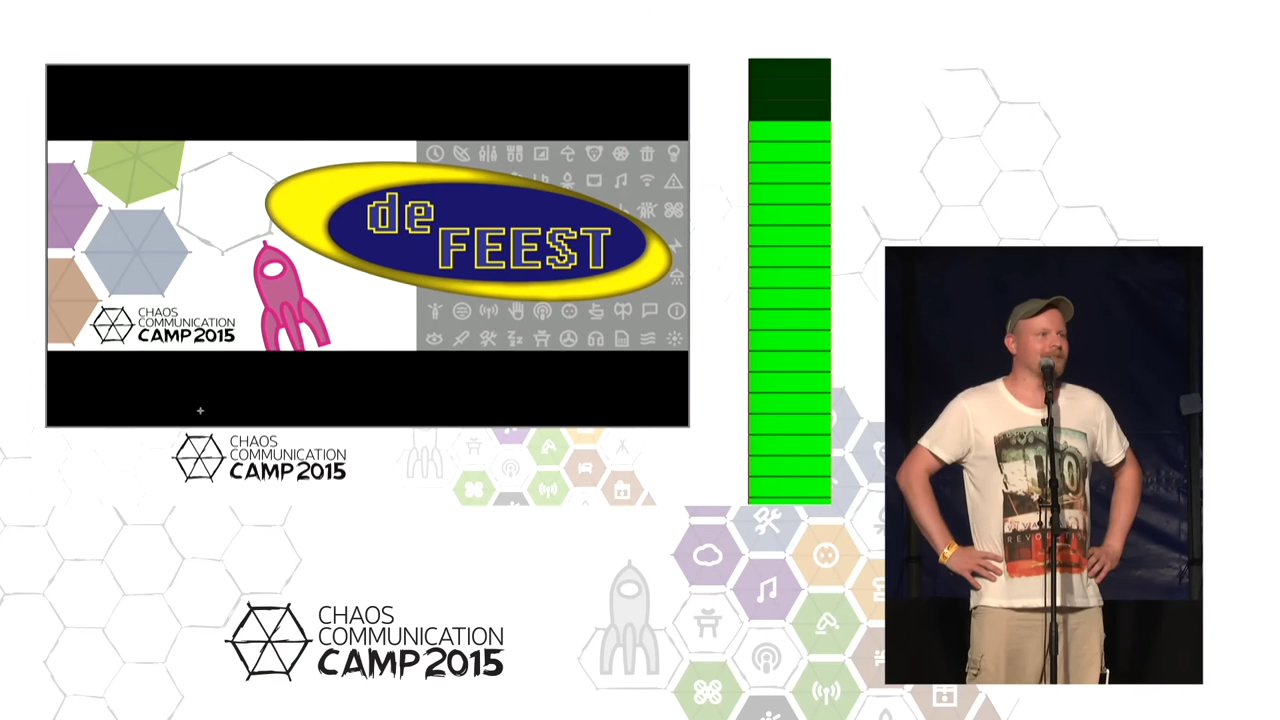 de
FEEST
CHAOS
COMMUNICATION
CAMP 2015
CHAOS
COMMUNICATION
CAMP 2015
CHAOS
COMMUNICATION
CAMP 2015